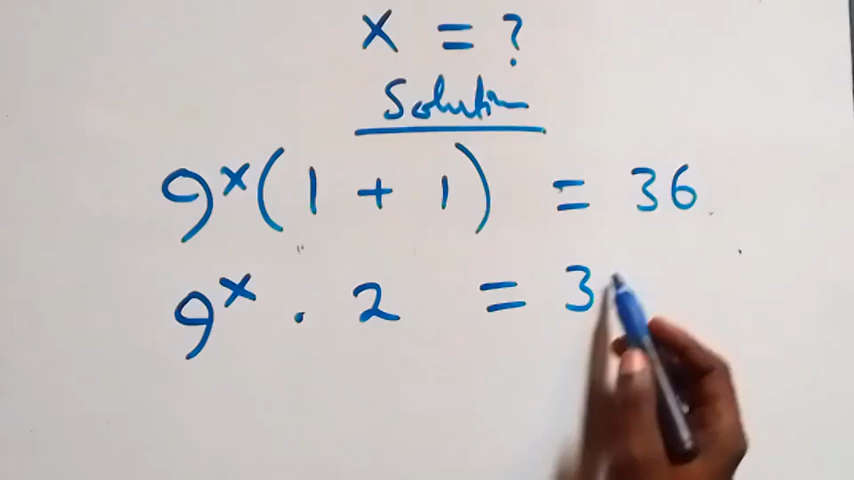 x = ?
Solution
9ˣ(1 + 1) = 36
9ˣ . 2 = 3